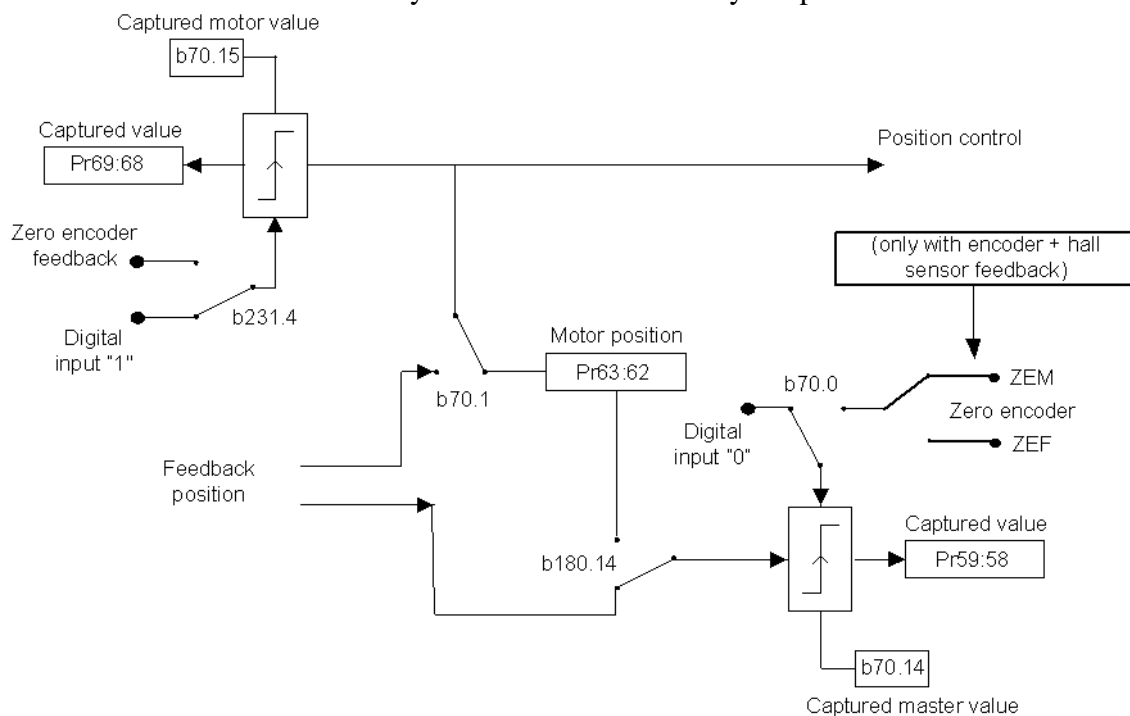 Captured motor value
b70.15
Captured value
Pr69:68
Position control
Zero encoder
feedback
(only with encoder + hall
sensor feedback)
b231.4
Digital
input "1"
Motor position
Pr63:62
b70.1
b70.0
ZEM
Zero encoder
ZEF
Digital
input "0"
Feedback
position
Captured value
Pr59:58
b180.14
b70.14
Captured master value